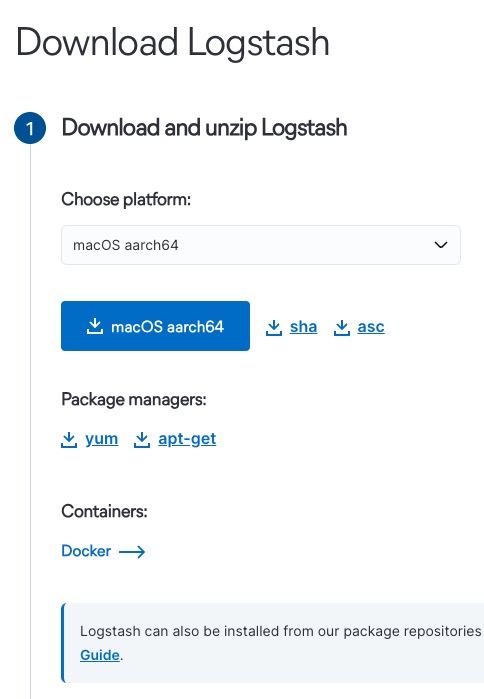 Download Logstash
1 Download and unzip Logstash
Choose platform:
macOS aarch64
macOS aarch64 sha asc
Package managers:
yum apt-get
Containers:
Docker
Logstash can also be installed from our package repositories
Guide.